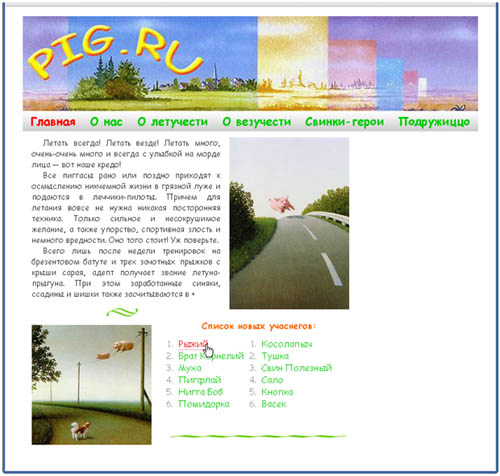 PIG.RU
Главная О нас О летучести О везучести Свинки-герои Подружиццо
Летать всегда! Летать везде! Летать много,
очень-очень много и всегда с улыбкой на морде
лица — вот наше кредо!
Все пиггасы рано или поздно приходят к
осмыслению никчемной жизни в грязной луже и
подаются в леччики-пилоты. Причем для
летания вовсе не нужна никакая посторонняя
техника. Только сильное и несокрушимое
желание, а также упорство, спортивная злость и
немного вредности. Оно того стоит! Уж поверьте.
Всего лишь после недели тренировок на
брезентовом батуте и трех зачотных прыжков с
крыши сарая, адепт получает звание летуна-
прыгуна. При этом заработанные синяки,
ссадины и шишки также засчитываются в +
Список новых учаснегов:
1. Рыжий
2. Брат Корнелий
3. Муха
4. Пигфлай
5. Нигга Боб
6. Помидорка
1. Косолапыч
2. Тушка
3. Свин Полезный
4. Сало
5. Кнопка
6. Васек